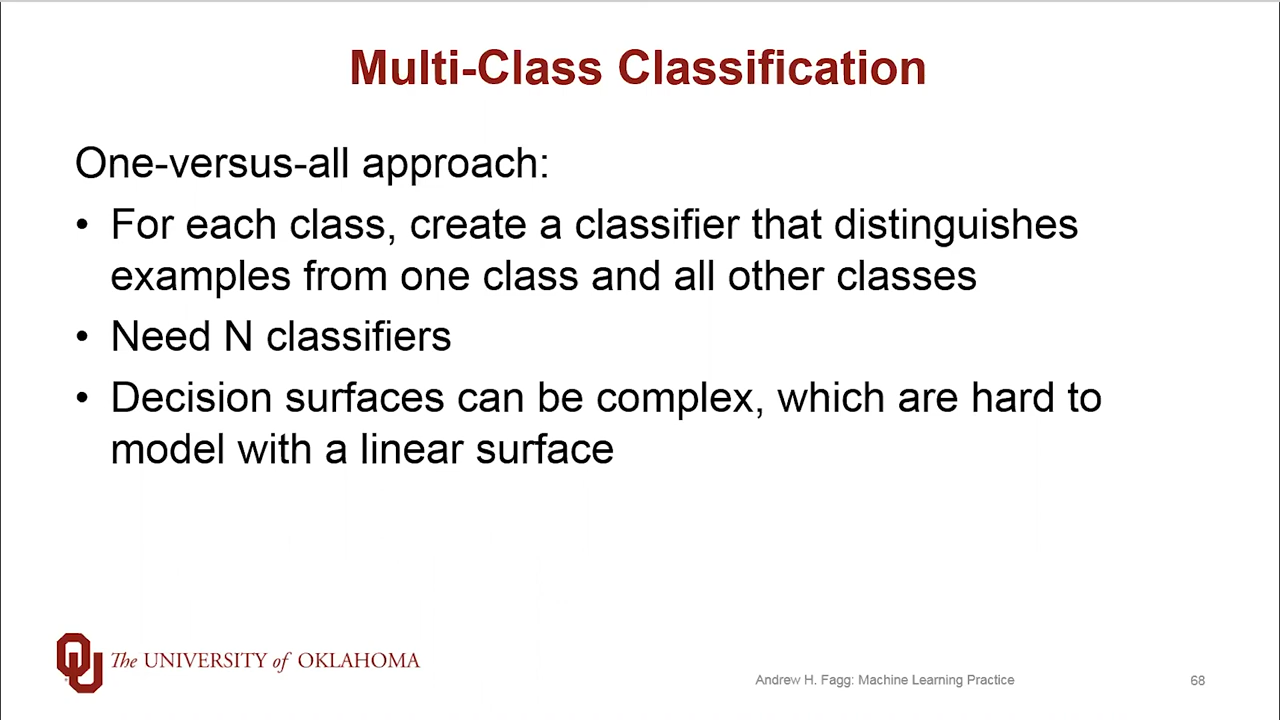 Multi-Class Classification
One-versus-all approach:
• For each class, create a classifier that distinguishes
examples from one class and all other classes
• Need N classifiers
• Decision surfaces can be complex, which are hard to
model with a linear surface
The UNIVERSITY of OKLAHOMA
Andrew H. Fagg: Machine Learning Practice
68